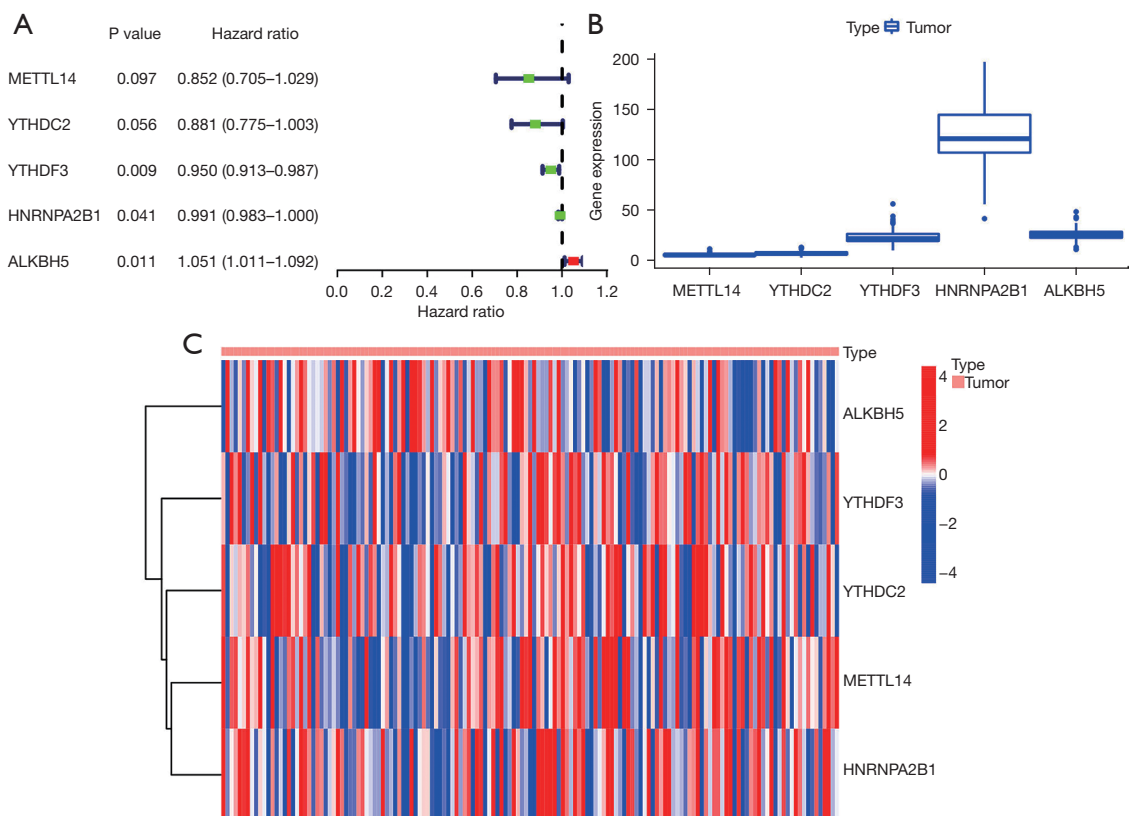 A
P value Hazard ratio
METTL14 0.097 0.852 (0.705–1.029)
YTHDC2 0.056 0.881 (0.775–1.003)
YTHDF3 0.009 0.950 (0.913–0.987)
HNRNPA2B1 0.041 0.991 (0.983–1.000)
ALKBH5 0.011 1.051 (1.011–1.092)
0.0 0.2 0.4 0.6 0.8 1.0 1.2
Hazard ratio
B
Type Tumor
Gene expression
200
150
100
50
0
METTL14 YTHDC2 YTHDF3 HNRNPA2B1 ALKBH5
C
Type
ALKBH5
YTHDF3
YTHDC2
METTL14
HNRNPA2B1
4
2
0
−2
−4
Type
Tumor